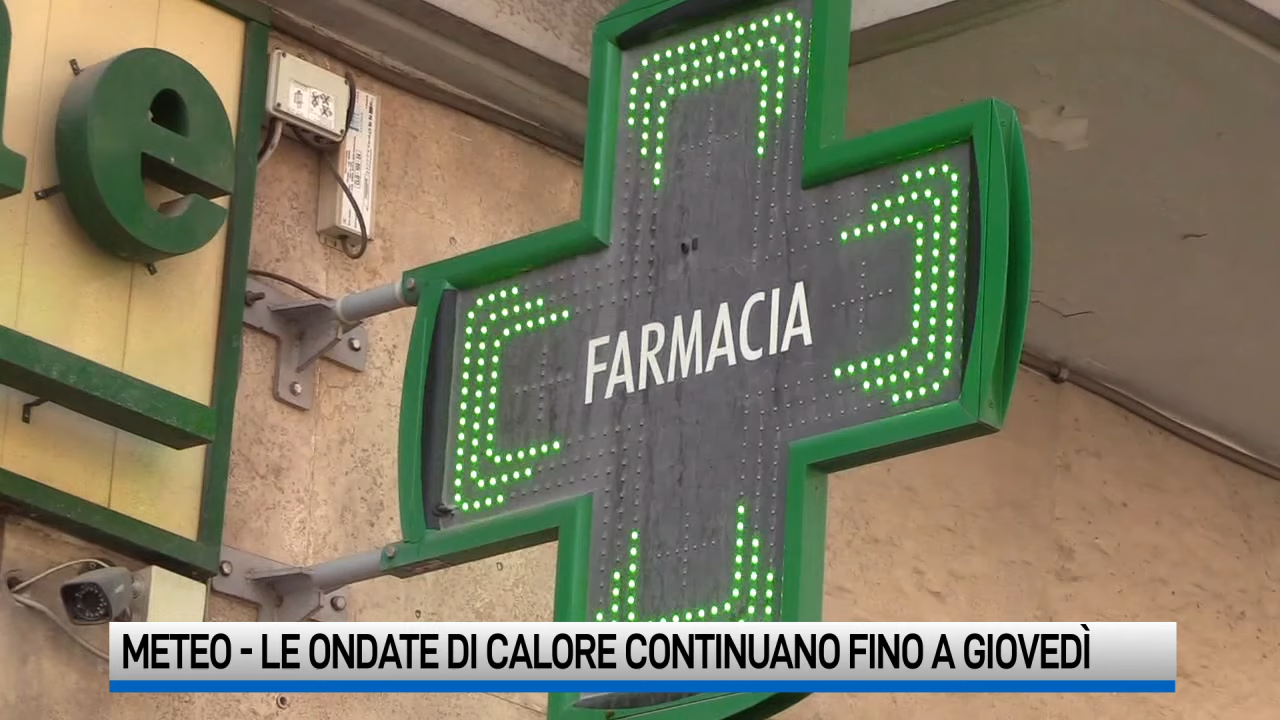 e
FARMACIA
METEO - LE ONDATE DI CALORE CONTINUANO FINO A GIOVEDÌ